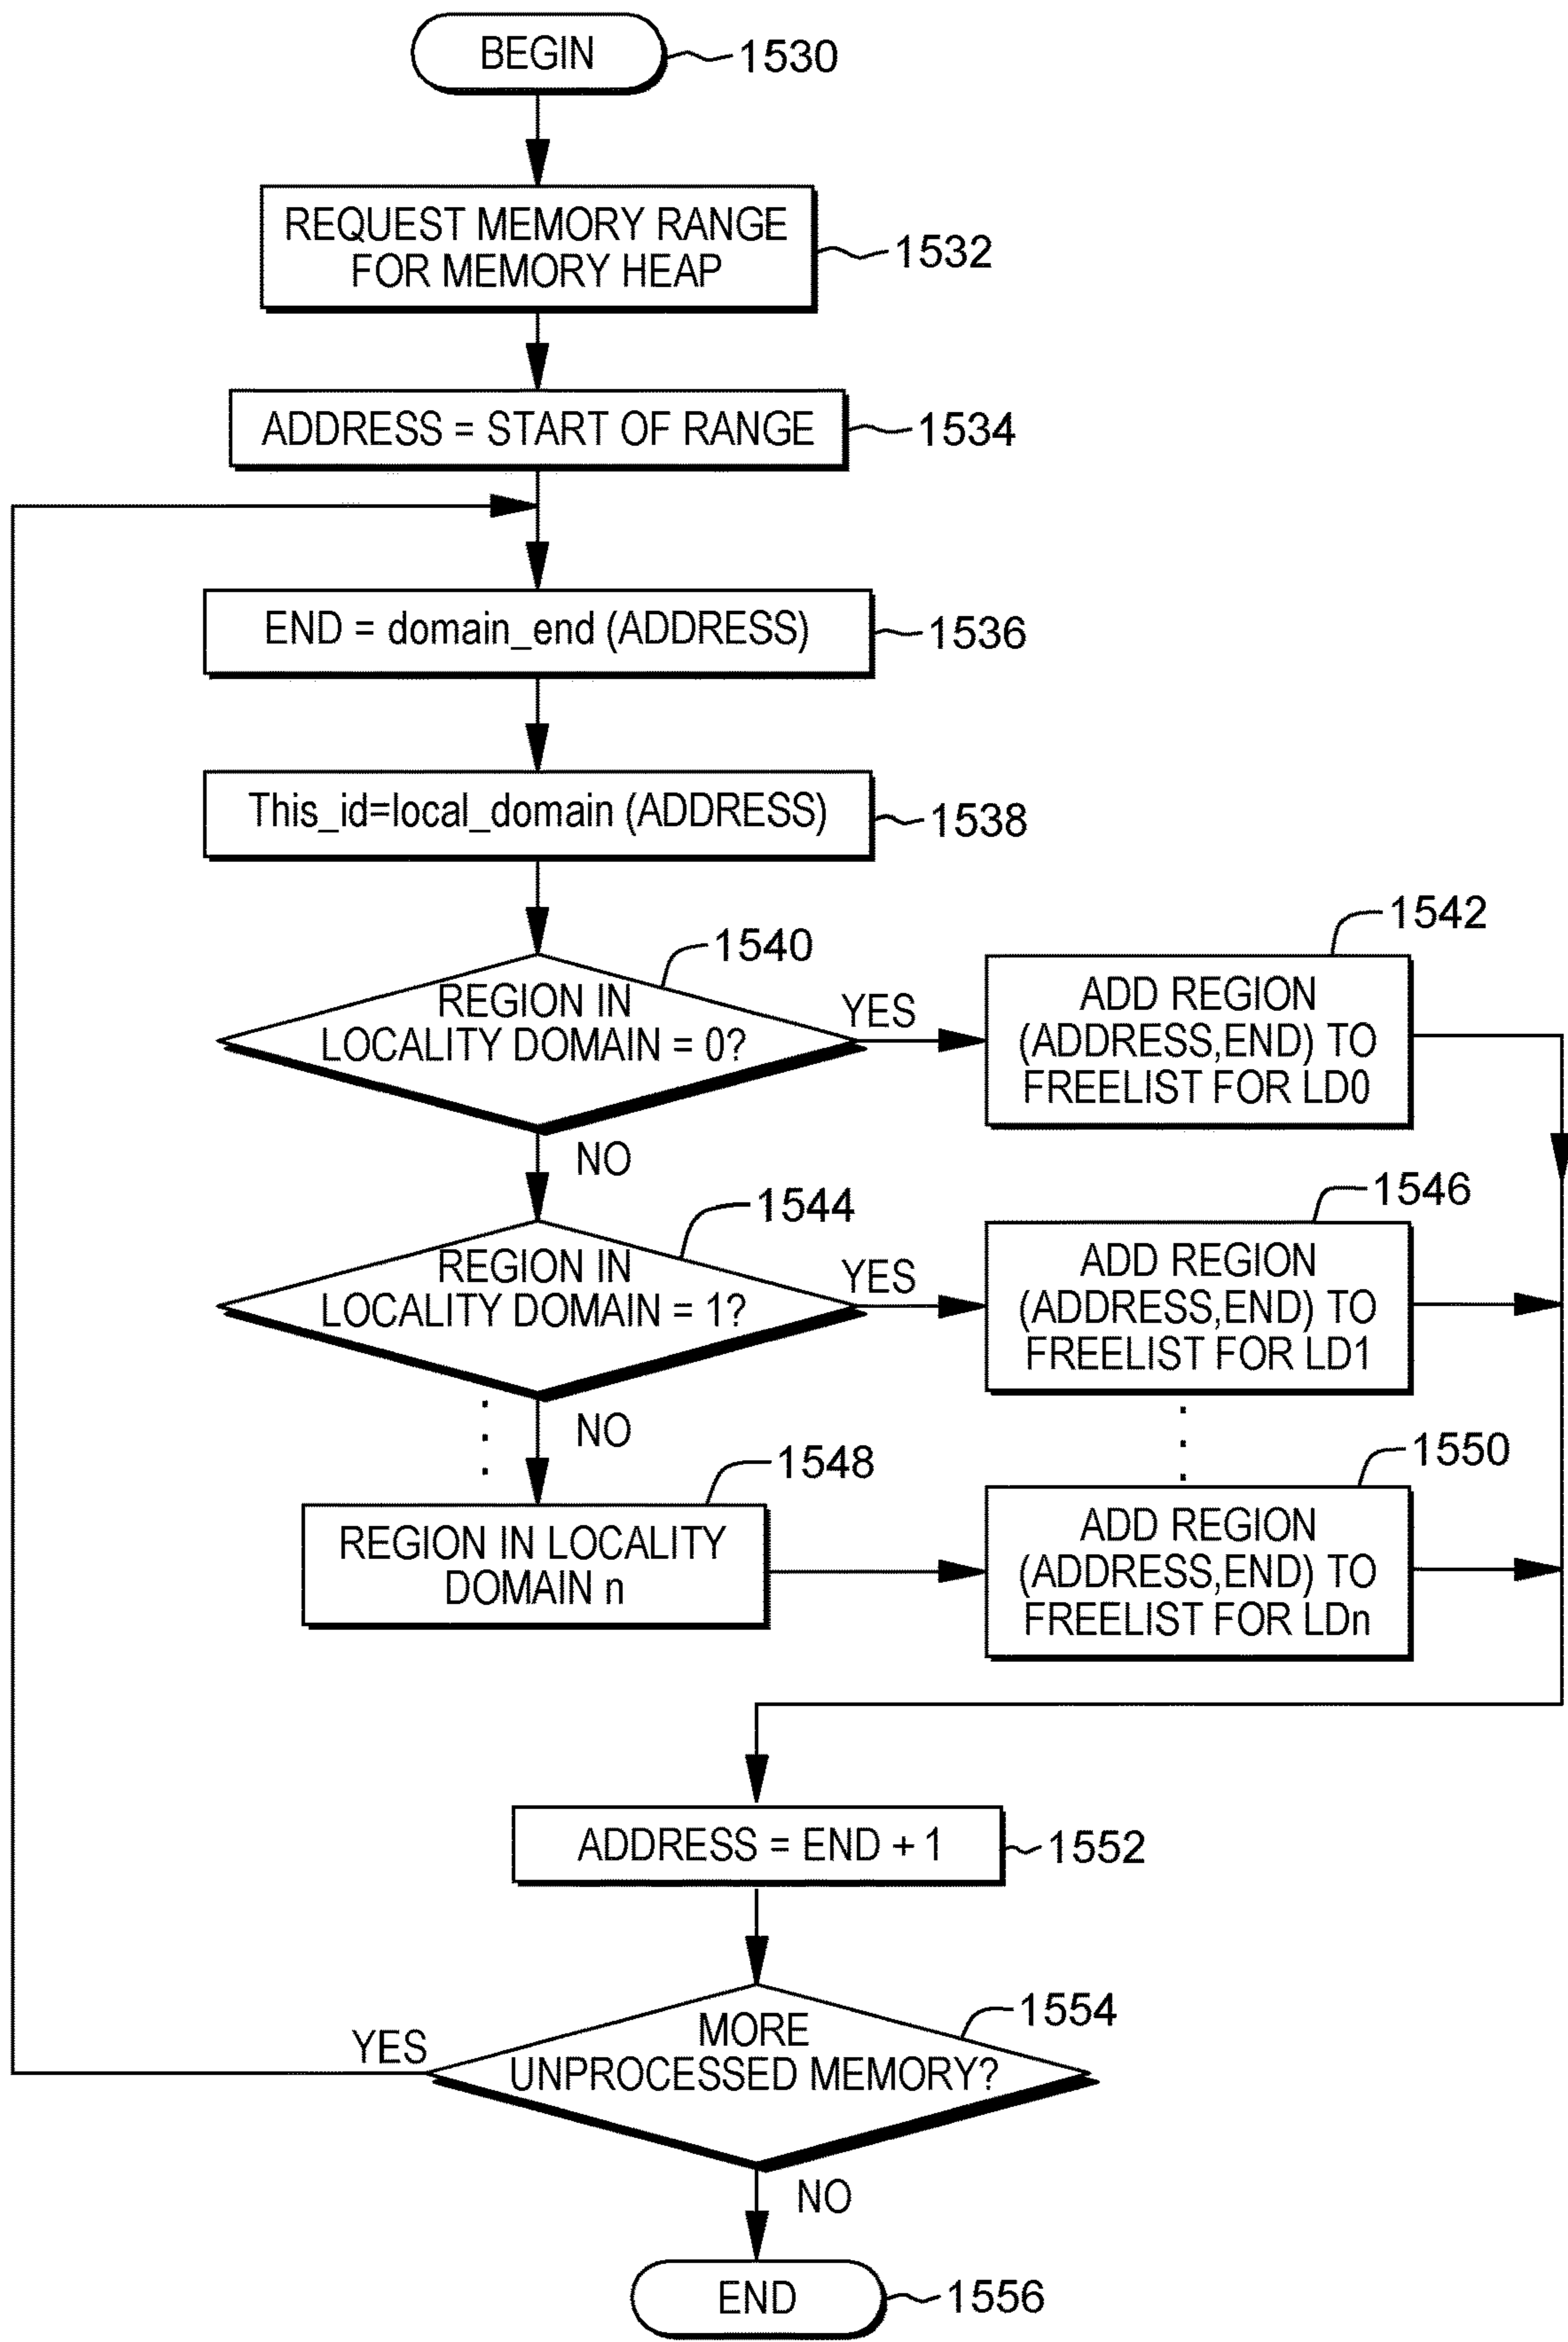 BEGIN
1530
REQUEST MEMORY RANGE
FOR MEMORY HEAP
1532
ADDRESS = START OF RANGE
1534
END = domain_end (ADDRESS)
1536
This_id=local_domain (ADDRESS)
1538
1540
REGION IN
LOCALITY DOMAIN = 0?
YES
1542
ADD REGION
(ADDRESS,END) TO
FREELIST FOR LD0
NO
1544
REGION IN
LOCALITY DOMAIN = 1?
YES
1546
ADD REGION
(ADDRESS,END) TO
FREELIST FOR LD1
NO
1548
REGION IN LOCALITY
DOMAIN n
1550
ADD REGION
(ADDRESS,END) TO
FREELIST FOR LDn
ADDRESS = END + 1
1552
1554
MORE
UNPROCESSED MEMORY?
YES
NO
END
1556